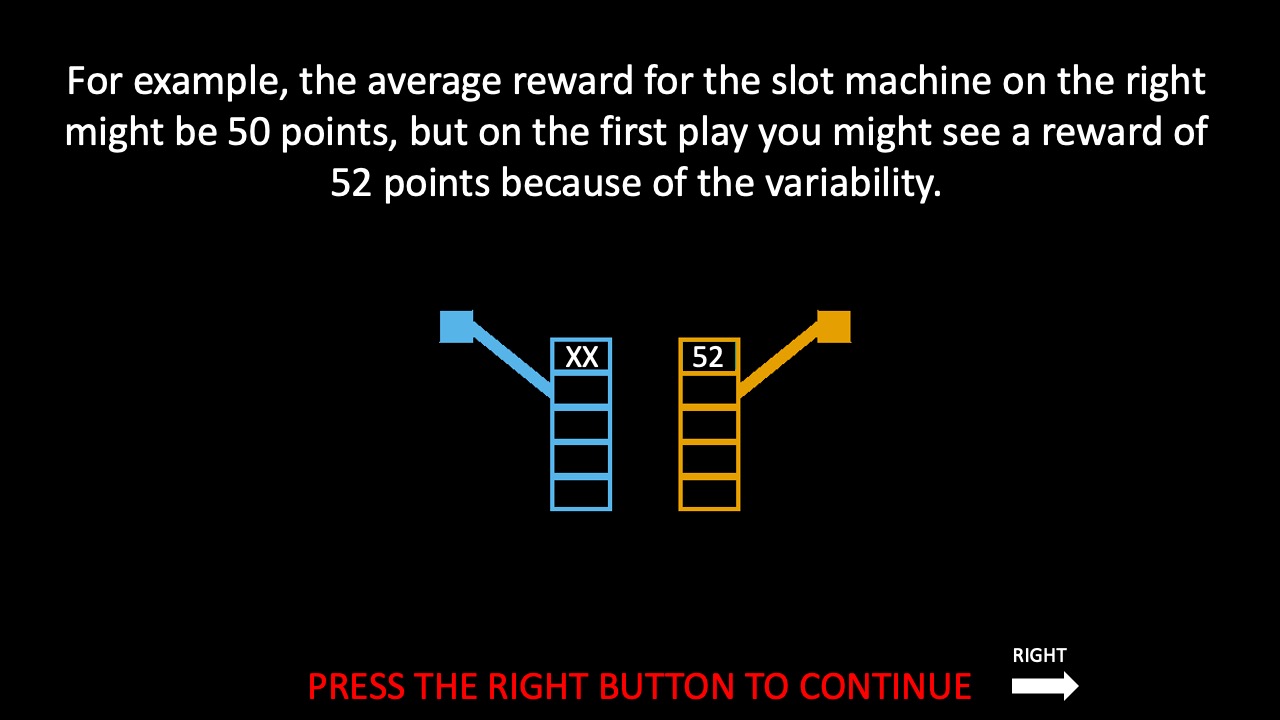 For example, the average reward for the slot machine on the right
might be 50 points, but on the first play you might see a reward of
52 points because of the variability.
XX
52
RIGHT
PRESS THE RIGHT BUTTON TO CONTINUE